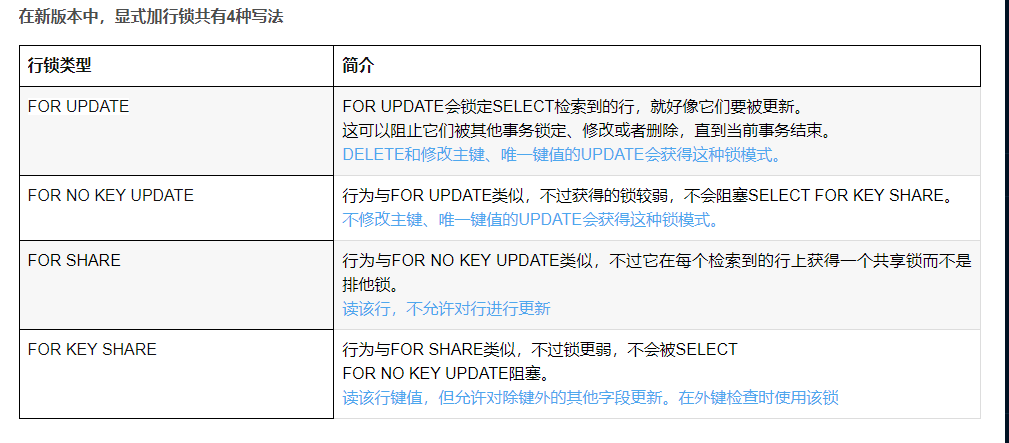 在新版本中，显式加行锁共有4种写法
行锁类型
简介
FOR UPDATE
FOR UPDATE会锁定SELECT检索到的行，就好像它们要被更新。
这可以阻止它们被其他事务锁定、修改或者删除，直到当前事务结束。
DELETE和修改主键、唯一键值的UPDATE会获得这种锁模式。
FOR NO KEY UPDATE
行为与FOR UPDATE类似，不过获得的锁较弱，不会阻塞SELECT FOR KEY SHARE。
不修改主键、唯一键值的UPDATE会获得这种锁模式。
FOR SHARE
行为与FOR NO KEY UPDATE类似，不过它在每个检索到的行上获得一个共享锁而不是
排他锁。
读该行，不允许对行进行更新
FOR KEY SHARE
行为与FOR SHARE类似，不过锁更弱，不会被SELECT
FOR NO KEY UPDATE阻塞。
读该行键值，但允许对除键外的其他字段更新。在外键检查时使用该锁